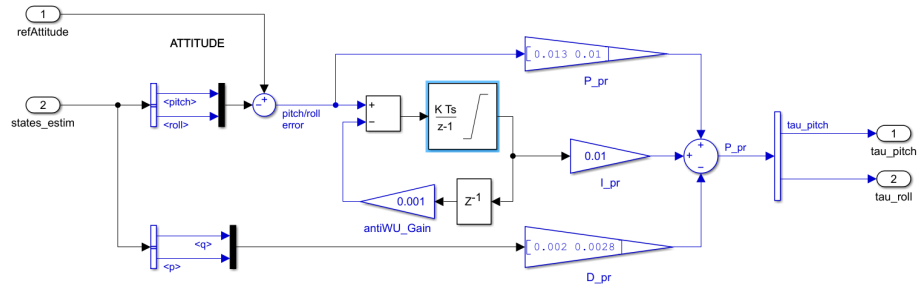 1
refAttitude
ATTITUDE
[ 0.013 0.01 ]
P_pr
2
states_estim
<pitch>
<roll>
+
−
pitch/roll
error
+
−
K Ts
z-1
0.01
I_pr
+
+
−
P_pr
tau_pitch
1
tau_pitch
2
tau_roll
0.001
antiWU_Gain
Z-1
<q>
<p>
[ 0.002 0.0028 ]
D_pr